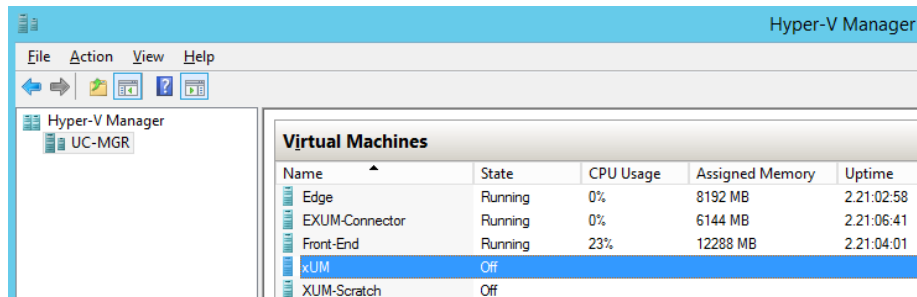 Hyper-V Manager
File Action View Help
Hyper-V Manager
UC-MGR
Virtual Machines
Name State CPU Usage Assigned Memory Uptime
Edge Running 0% 8192 MB 2.21:02:58
EXUM-Connector Running 0% 6144 MB 2.21:06:41
Front-End Running 23% 12288 MB 2.21:04:01
xUM Off
XUM-Scratch Off